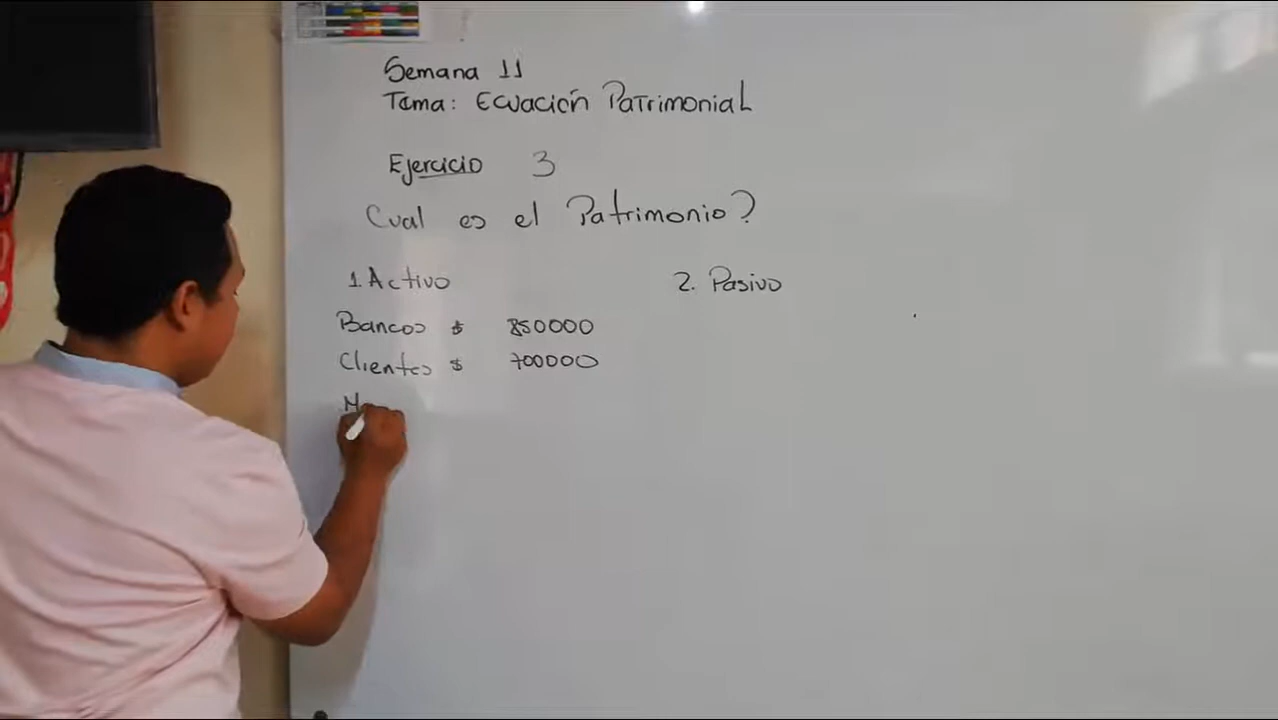 Semana 11
Tema: Ecuación Patrimonial
Ejercicio 3
Cual es el Patrimonio?
1. Activo 2. Pasivo
Bancos $ 850000
Clientes $ 700000
M